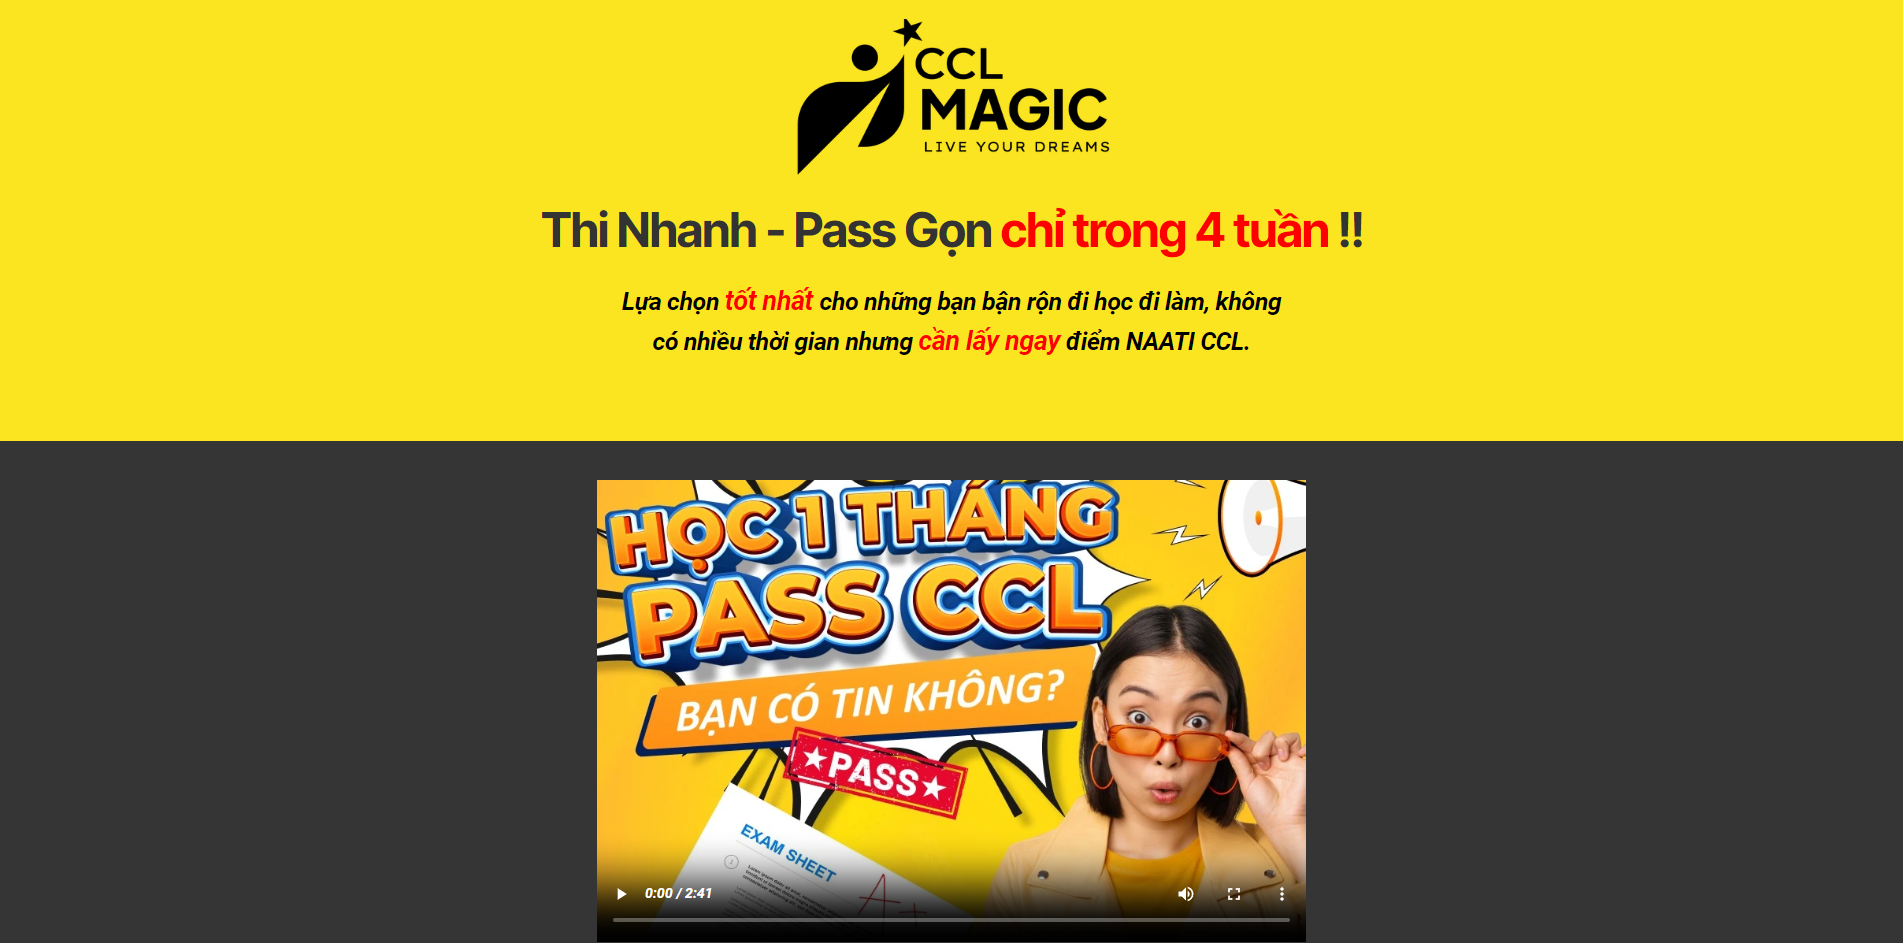 CCL
MAGIC
LIVE YOUR DREAMS
Thi Nhanh - Pass Gọn chỉ trong 4 tuần !!
Lựa chọn tốt nhất cho những bạn bận rộn đi học đi làm, không
có nhiều thời gian nhưng cần lấy ngay điểm NAATI CCL.
HỌC 1 THÁNG
PASS CCL
BẠN CÓ TIN KHÔNG?
★PASS★
EXAM SHEET
A+
0:00 / 2:41